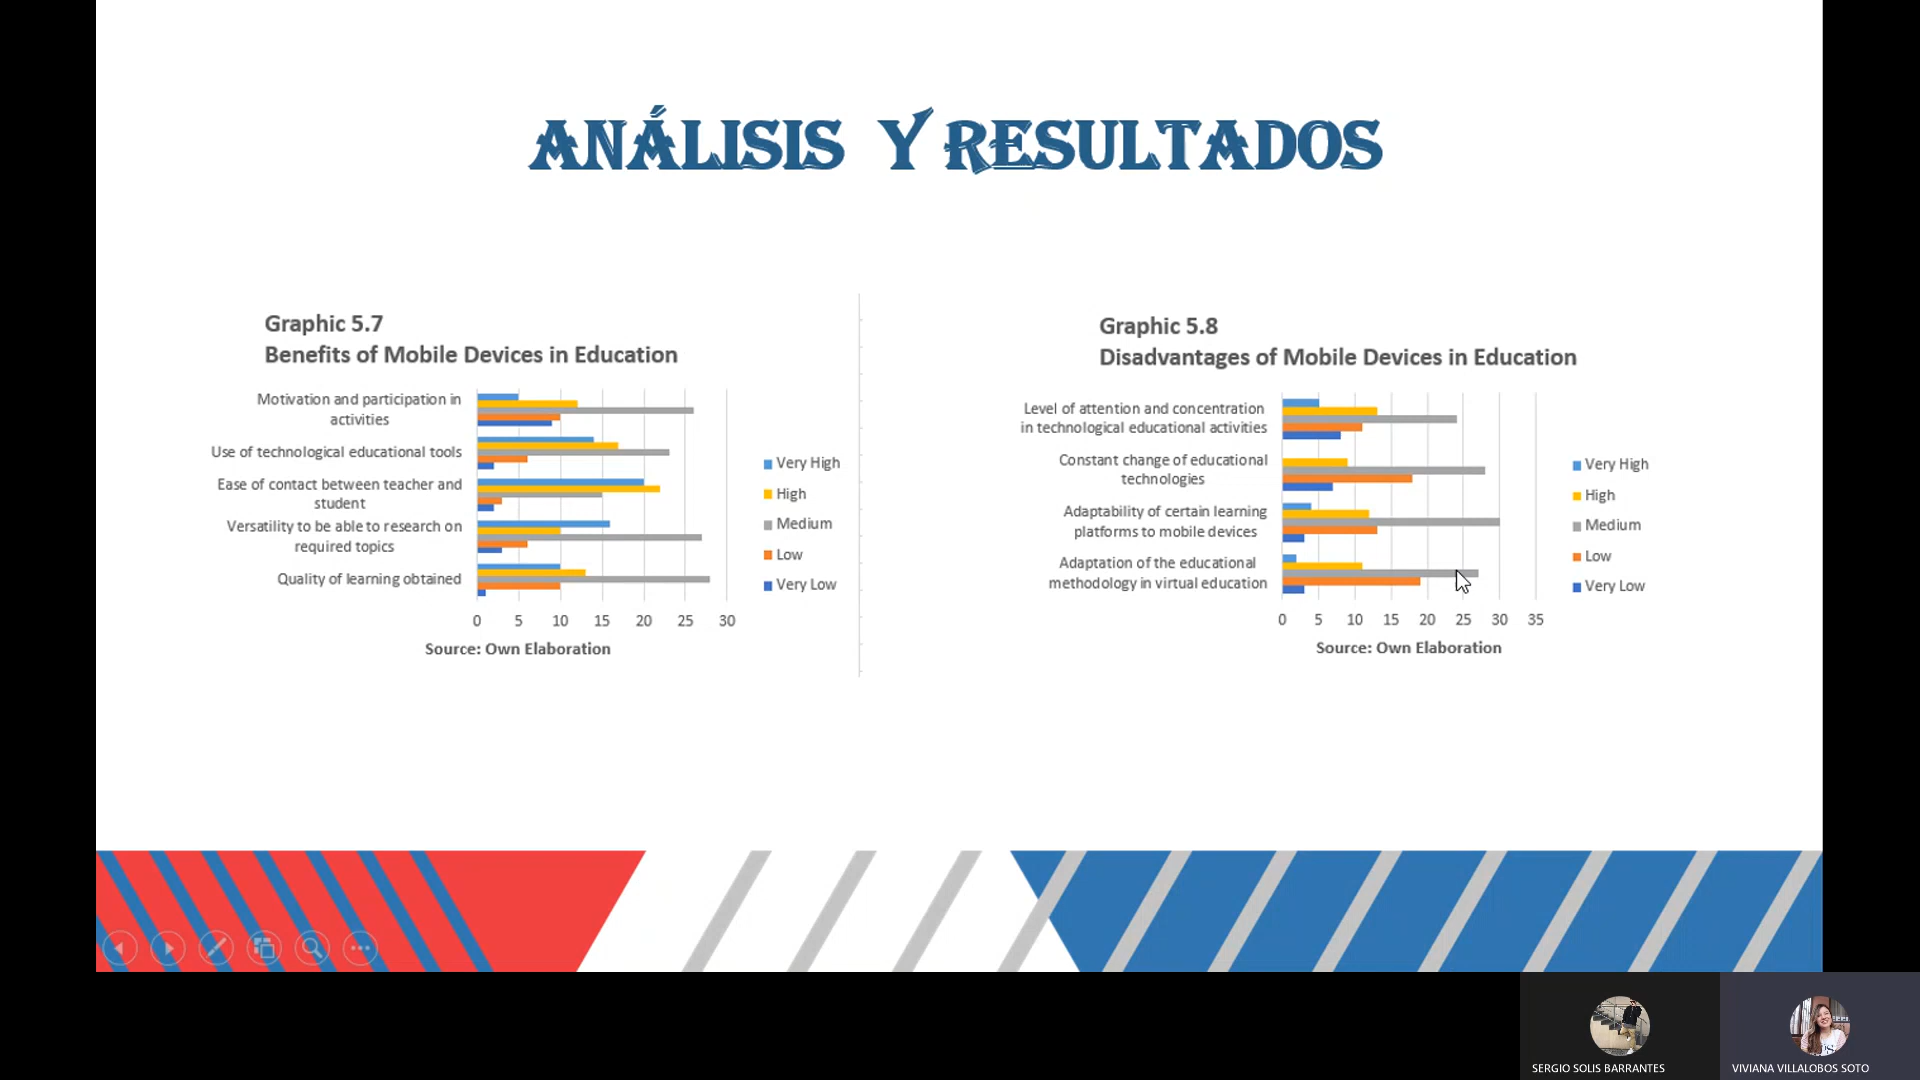 ANÁLISIS Y RESULTADOS
Graphic 5.7
Benefits of Mobile Devices in Education
Motivation and participation in
activities
Use of technological educational tools
Ease of contact between teacher and
student
Versatility to be able to research on
required topics
Quality of learning obtained
0 5 10 15 20 25 30
Very High
High
Medium
Low
Very Low
Source: Own Elaboration
Graphic 5.8
Disadvantages of Mobile Devices in Education
Level of attention and concentration
in technological educational activities
Constant change of educational
technologies
Adaptability of certain learning
platforms to mobile devices
Adaptation of the educational
methodology in virtual education
0 5 10 15 20 25 30 35
Very High
High
Medium
Low
Very Low
Source: Own Elaboration
SERGIO SOLIS BARRANTES
VIVIANA VILLALOBOS SOTO